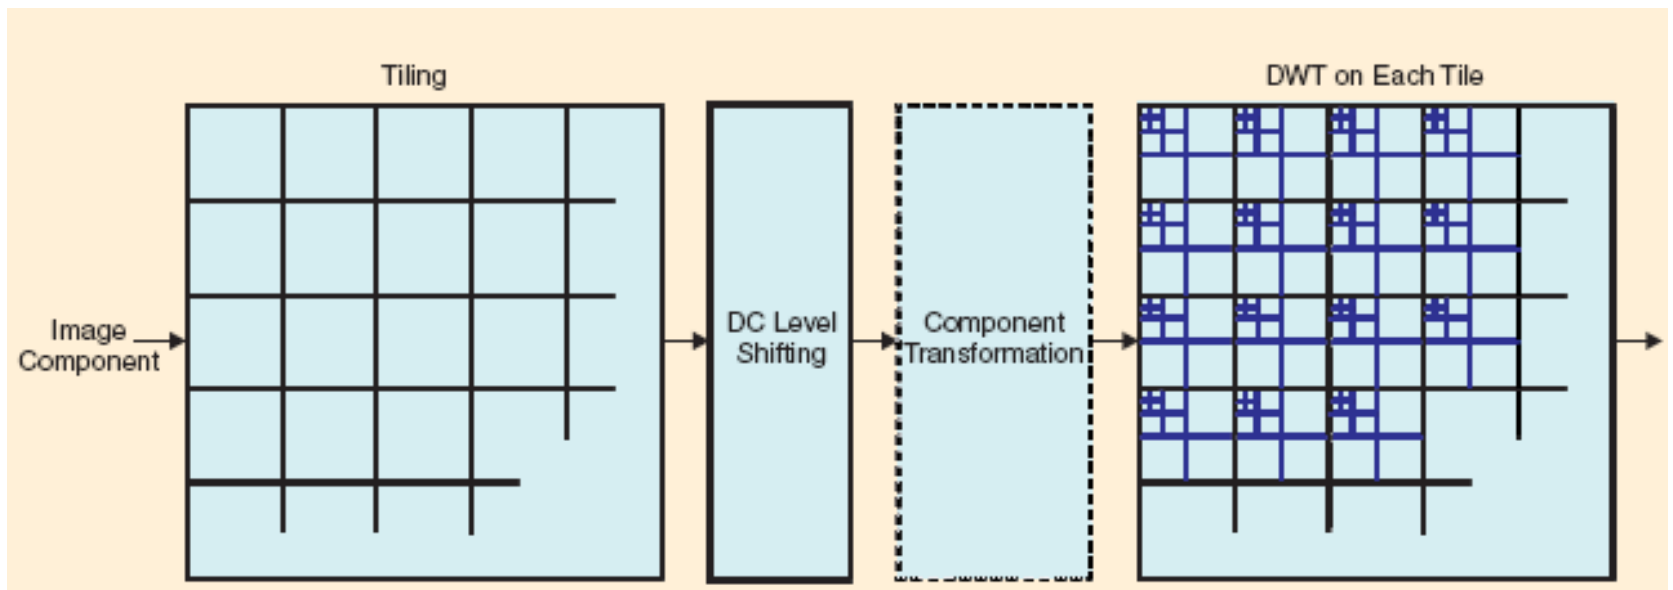 Tiling
DWT on Each Tile
Image
Component
DC Level
Shifting
Component
Transformation